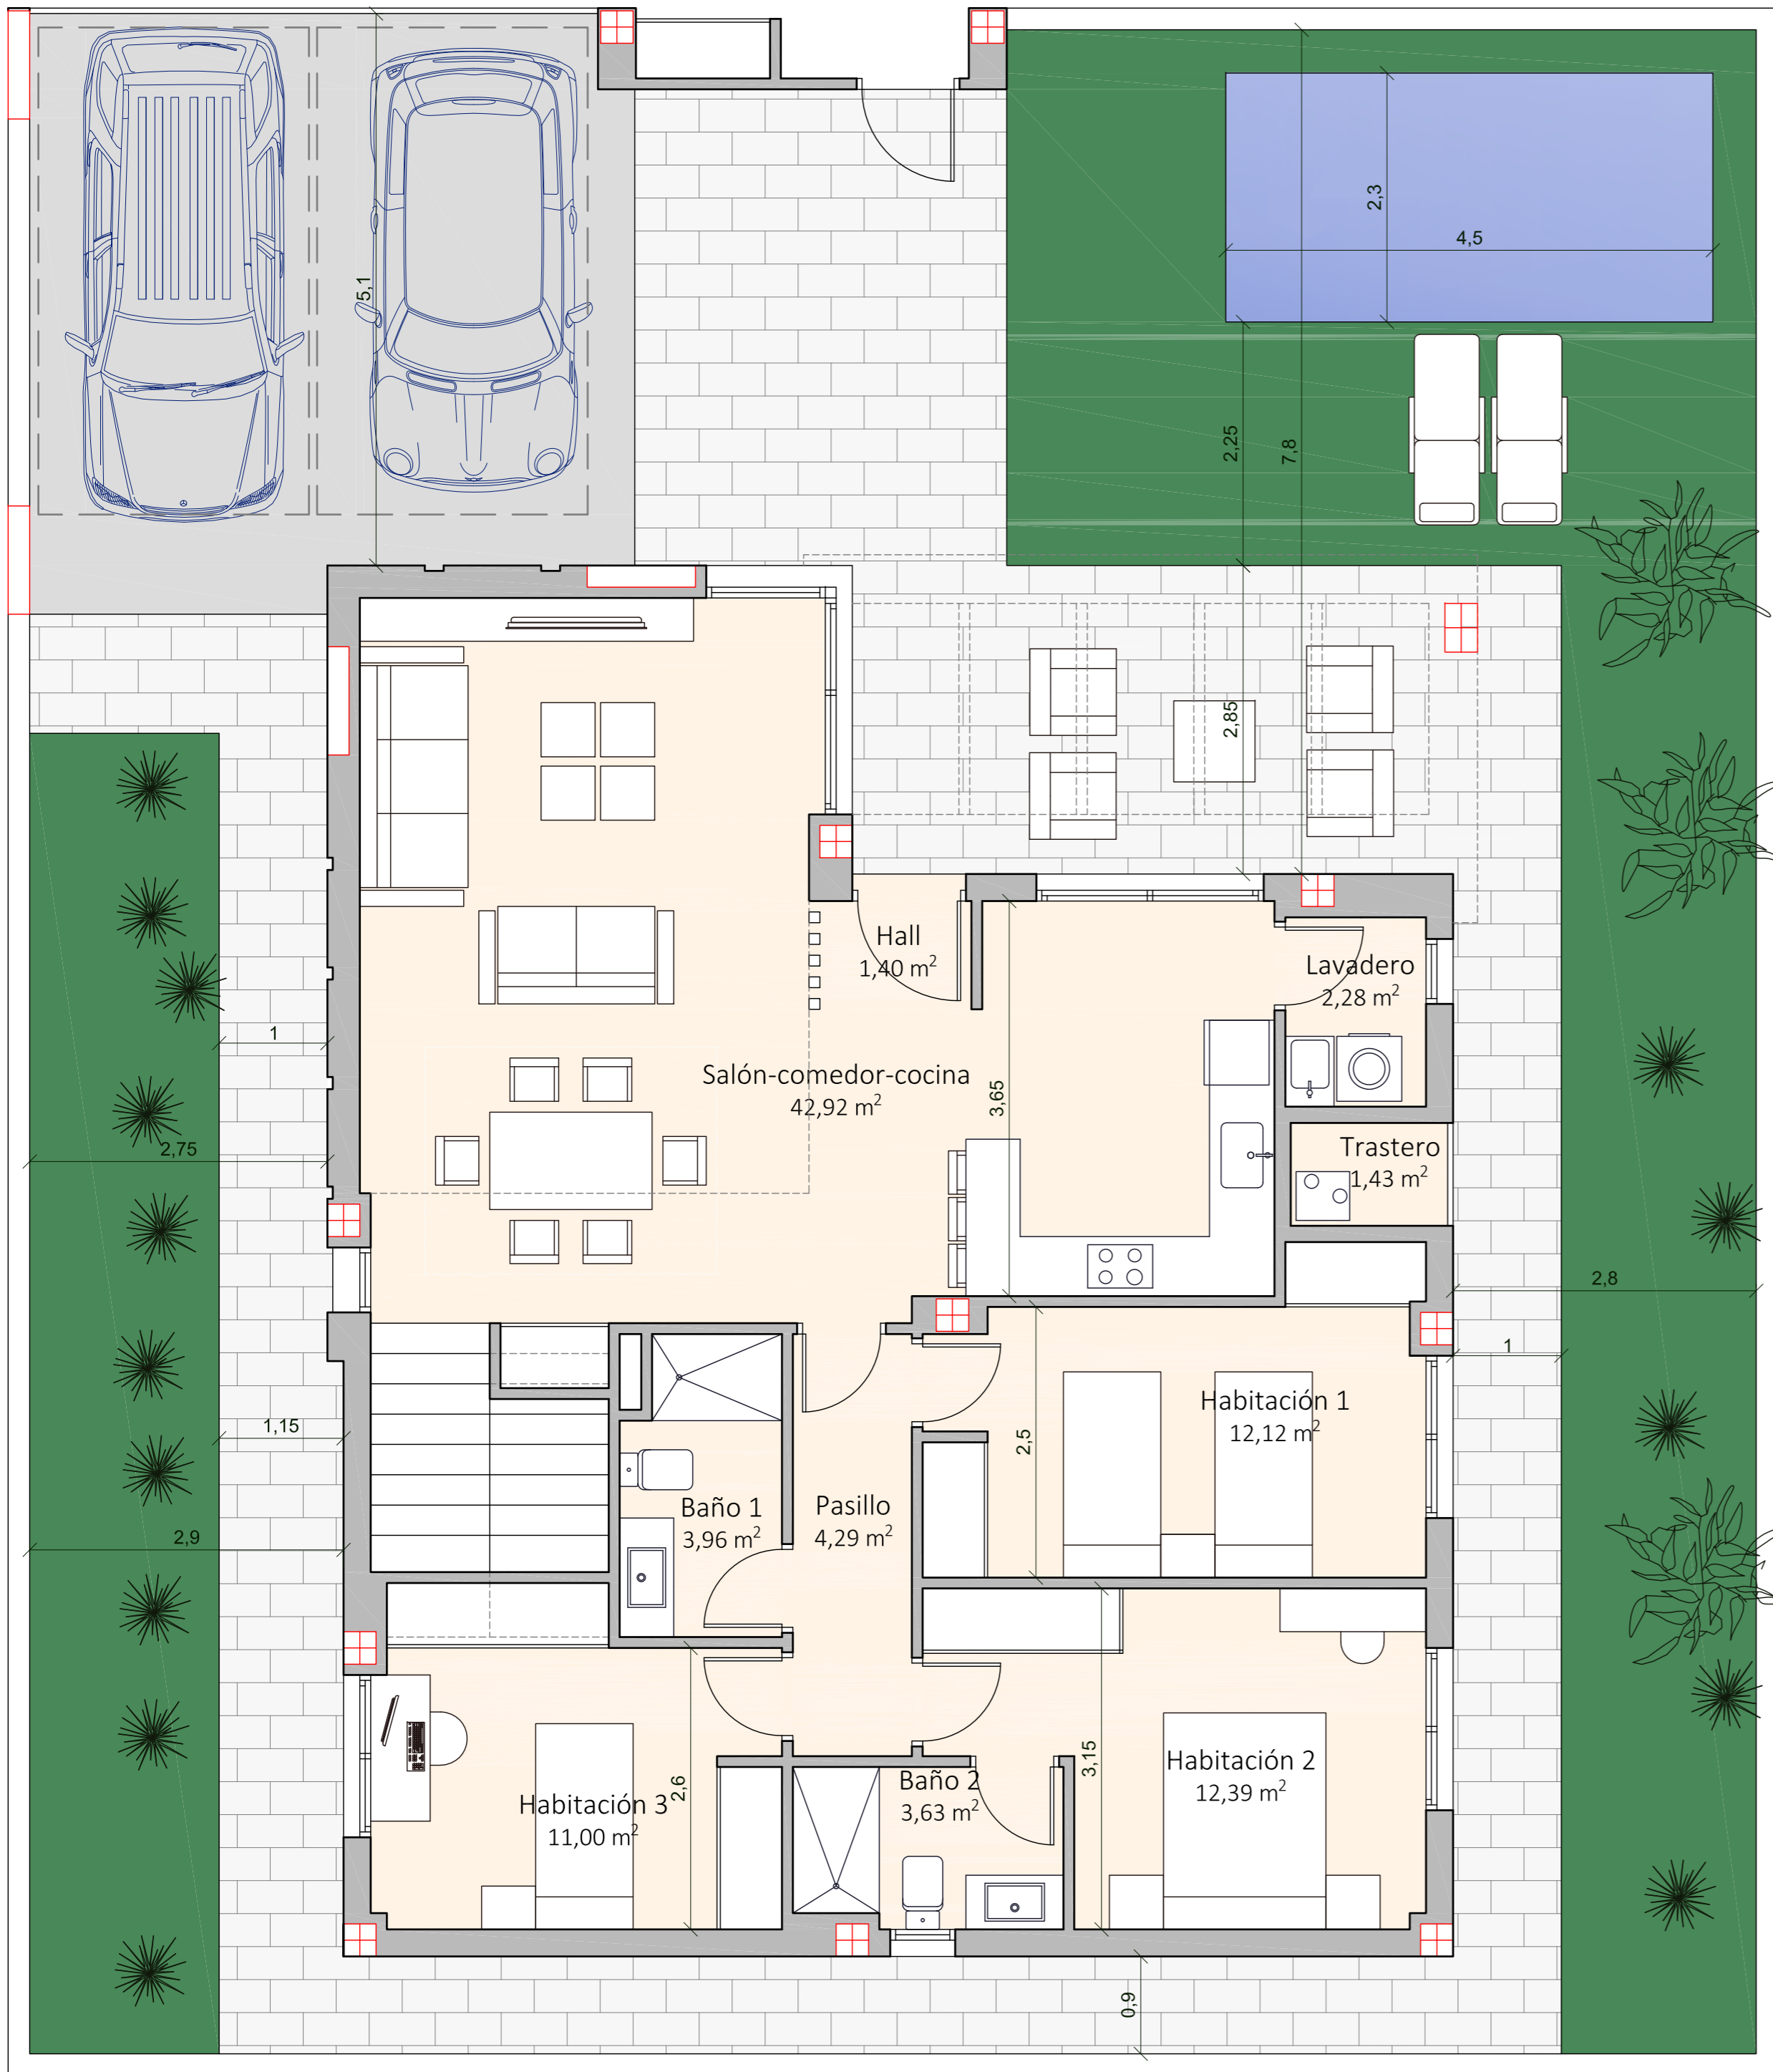 2,3
4,5
5,1
2,25
7,8
2,85
Hall
1,40 m²
Lavadero
2,28 m²
1
Salón-comedor-cocina
42,92 m²
3,65
Trastero
1,43 m²
2,75
2,8
1
Habitación 1
12,12 m²
1,15
2,5
Baño 1
3,96 m²
Pasillo
4,29 m²
2,9
Habitación 2
12,39 m²
3,15
Baño 2
3,63 m²
2,6
Habitación 3
11,00 m²
0,9